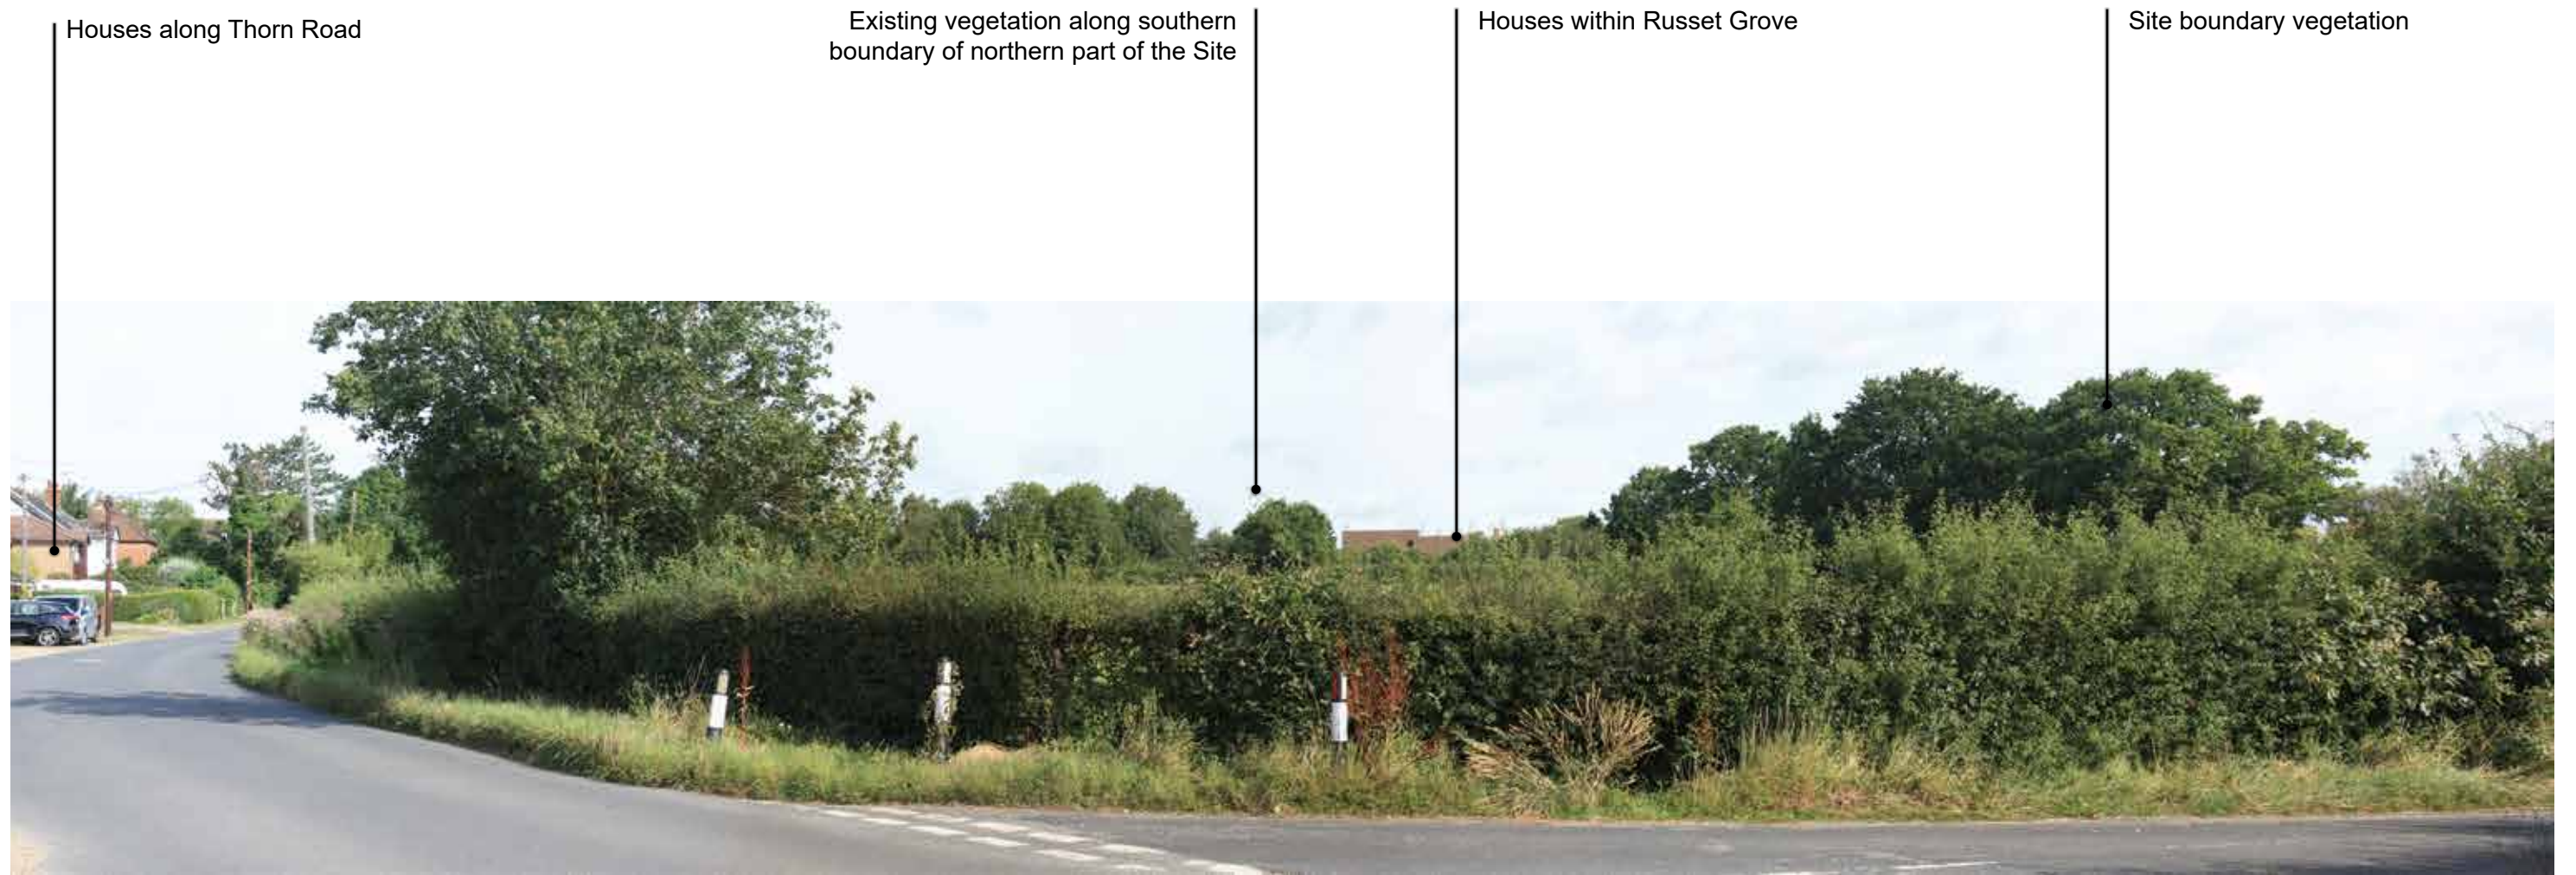 Houses along Thorn Road
Existing vegetation along southern
boundary of northern part of the Site
Houses within Russet Grove
Site boundary vegetation